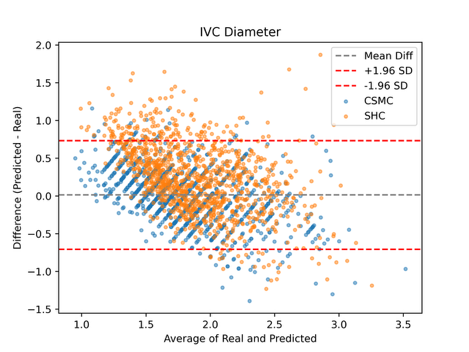 IVC Diameter
Difference (Predicted - Real)
2.0
1.5
1.0
0.5
0.0
−0.5
−1.0
−1.5
Mean Diff
+1.96 SD
-1.96 SD
CSMC
SHC
1.0 1.5 2.0 2.5 3.0 3.5
Average of Real and Predicted